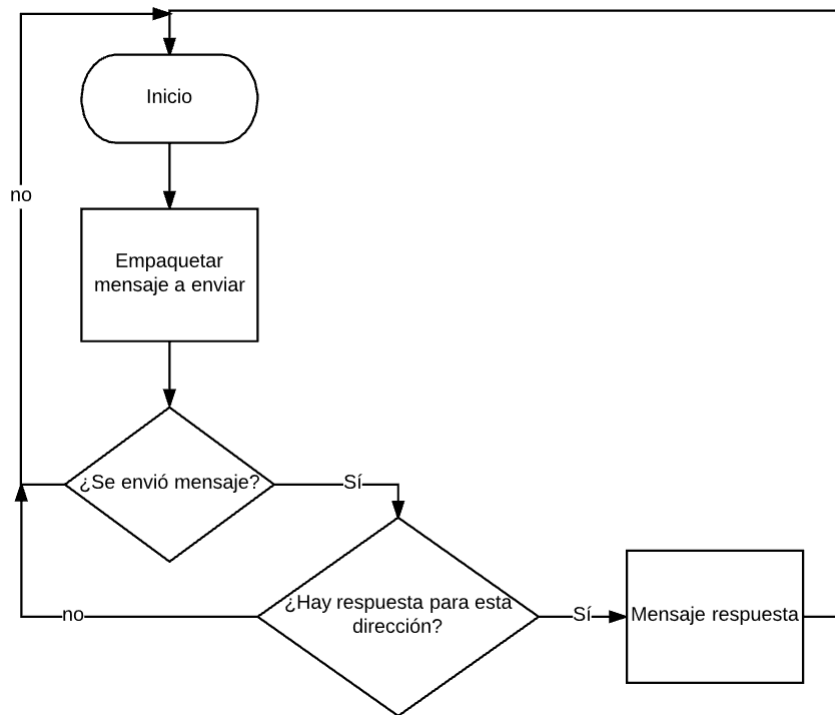 Inicio
no
Empaquetar
mensaje a enviar
¿Se envió mensaje?
Sí
¿Hay respuesta para esta
dirección?
no
Sí
Mensaje respuesta